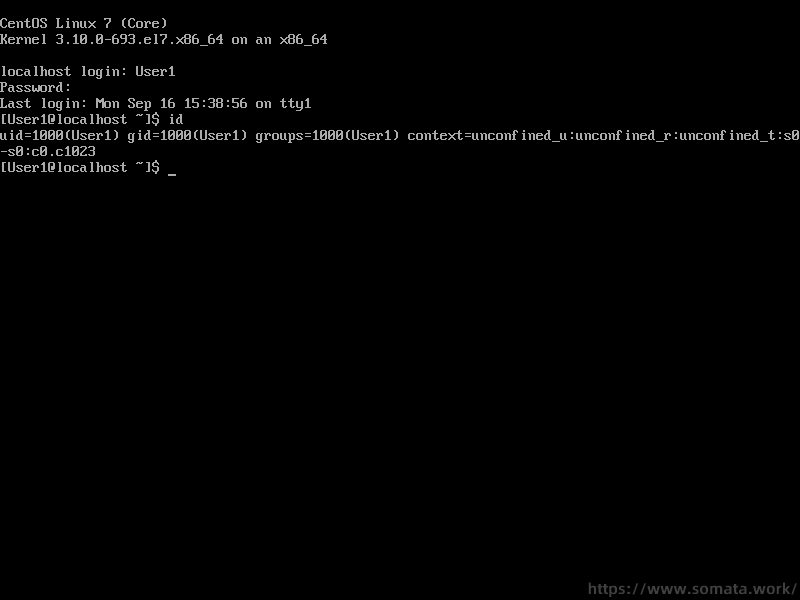 CentOS Linux 7 (Core)
Kernel 3.10.0-693.el7.x86_64 on an x86_64
localhost login: User1
Password:
Last login: Mon Sep 16 15:38:56 on tty1
[User1@localhost ~]$ id
uid=1000(User1) gid=1000(User1) groups=1000(User1) context=unconfined_u:unconfined_r:unconfined_t:s0
-s0:c0.c1023
[User1@localhost ~]$ _
https://www.somata.work/